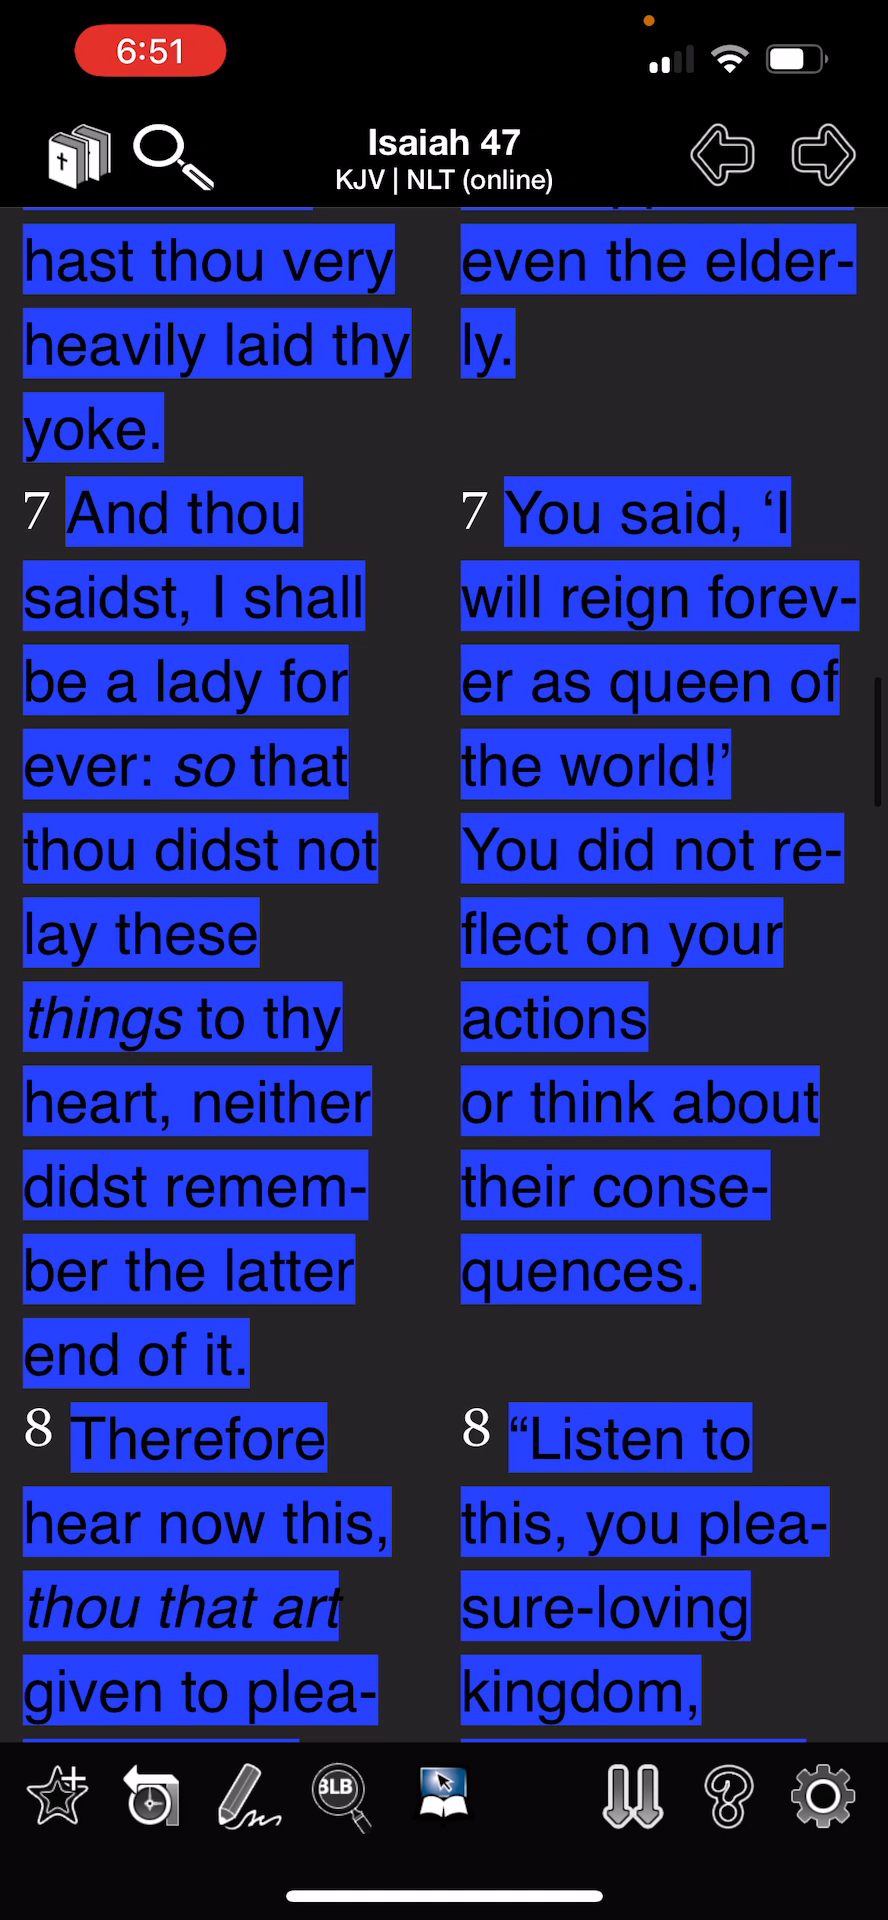 6:51
Isaiah 47
KJV | NLT (online)
hast thou very
heavily laid thy
yoke.
7 And thou
saidst, I shall
be a lady for
ever: so that
thou didst not
lay these
things to thy
heart, neither
didst remem-
ber the latter
end of it.
8 Therefore
hear now this,
thou that art
given to plea-
even the elder-
ly.
7 You said, ‘I
will reign forev-
er as queen of
the world!’
You did not re-
flect on your
actions
or think about
their conse-
quences.
8 “Listen to
this, you plea-
sure-loving
kingdom,
BLB